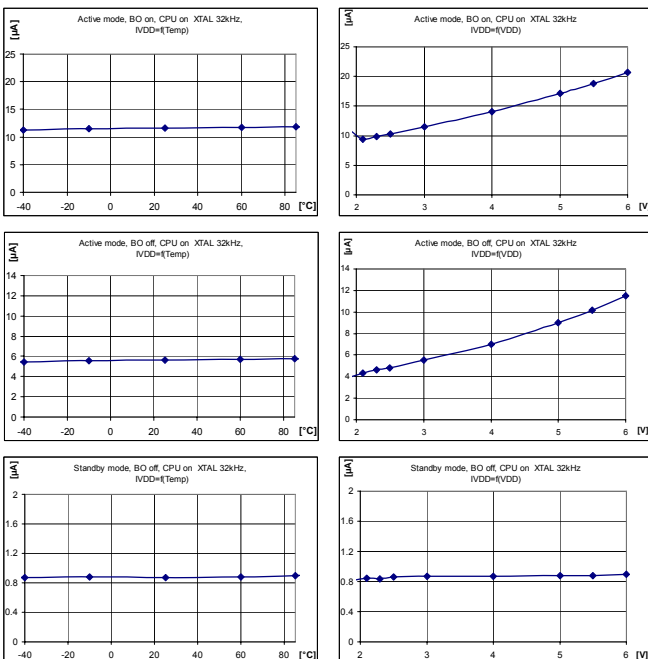 Active mode, BO on, CPU on XTAL 32kHz,
IVDD=f(Temp)
[µA]
25
20
15
10
5
0
-40 -20 0 20 40 60 80 [°C]
Active mode, BO on, CPU on XTAL 32kHz
IVDD=f(VDD)
[µA]
25
20
15
10
5
0
2 3 4 5 6 [V]
Active mode, BO off, CPU on XTAL 32kHz,
IVDD=f(Temp)
[µA]
14
12
10
8
6
4
2
0
-40 -20 0 20 40 60 80 [°C]
Active mode, BO off, CPU on XTAL 32kHz
IVDD=f(VDD)
[µA]
14
12
10
8
6
4
2
0
2 3 4 5 6 [V]
Standby mode, BO off, CPU on XTAL 32kHz,
IVDD=f(Temp)
[µA]
2
1.6
1.2
0.8
0.4
0
-40 -20 0 20 40 60 80 [°C]
Standby mode, BO off, CPU on XTAL 32kHz
IVDD=f(VDD)
[µA]
2
1.6
1.2
0.8
0.4
0
2 3 4 5 6 [V]